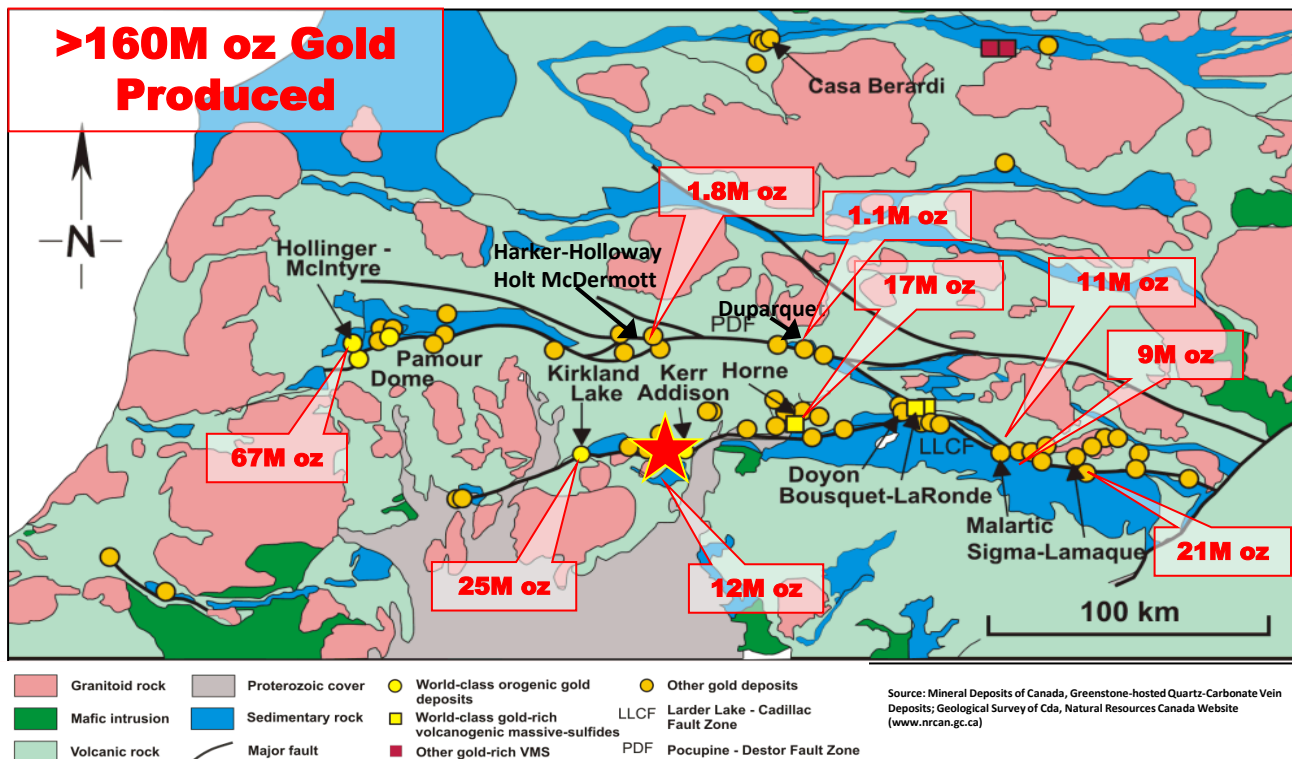 >160M oz Gold
Produced
Casa Berardi
1.8M oz
1.1M oz
N
Hollinger -
McIntyre
Harker-Holloway
Holt McDermott
17M oz
11M oz
Duparquet
PDF
9M oz
Pamour
Dome
Kirkland
Lake
Kerr
Addison
Horne
67M oz
LLCF
Doyon
Bousquet-LaRonde
Malartic
Sigma-Lamaque
21M oz
25M oz
12M oz
100 km
Granitoid rock
Mafic intrusion
Volcanic rock
Proterozoic cover
Sedimentary rock
Major fault
World-class orogenic gold
deposits
World-class gold-rich
volcanogenic massive-sulfides
Other gold-rich VMS
Other gold deposits
LLCF Larder Lake - Cadillac
Fault Zone
PDF Pocupine - Destor Fault Zone
Source: Mineral Deposits of Canada, Greenstone-hosted Quartz-Carbonate Vein
Deposits; Geological Survey of Cda, Natural Resources Canada Website
(www.nrcan.gc.ca)